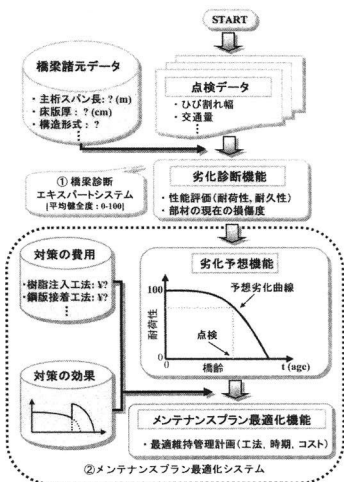 START
橋梁諸元データ
・主桁スパン長: ? (m)
・床版厚: ? (cm)
・構造形式: ?
点検データ
・ひび割れ幅
・交通量
① 橋梁診断
エキスパートシステム
[平均健全度: 0-100]
劣化診断機能
・性能評価(耐荷性, 耐久性)
・部材の現在の損傷度
対策の費用
・樹脂注入工法: ¥?
・鋼版接着工法: ¥?
劣化予想機能
100
予想劣化曲線
耐荷性
点検
0
橋齢
t (age)
対策の効果
メンテナンスプラン最適化機能
・最適維持管理計画(工法, 時期, コスト)
②メンテナンスプラン最適化システム